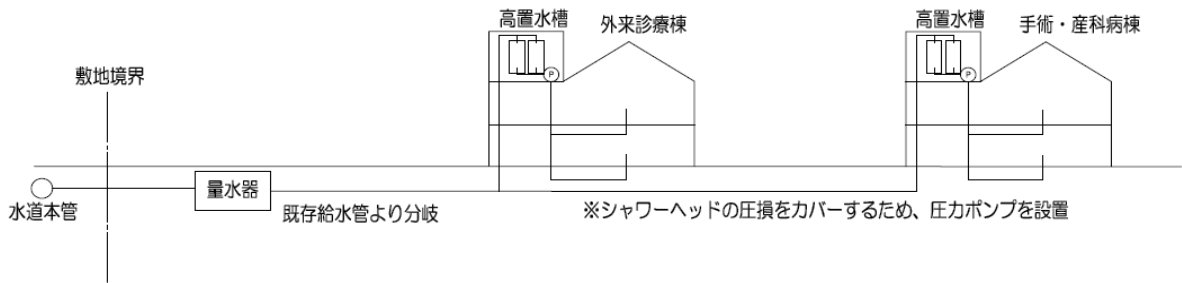 高置水槽
外来診療棟
高置水槽
手術・産科病棟
敷地境界
P
P
量水器
水道本管
既存給水管より分岐
※シャワーヘッドの圧損をカバーするため、圧力ポンプを設置